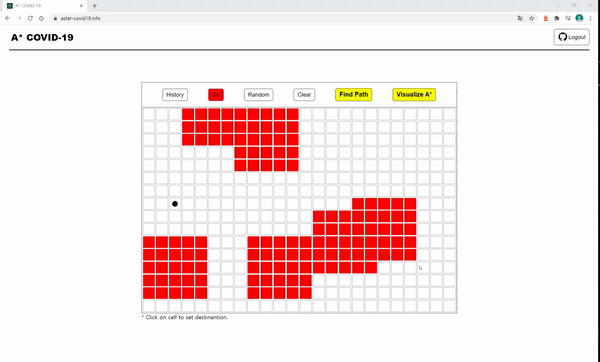 A* COVID-19
astar-covid19.info
A* COVID-19
Logout
History
Random
Clear
Find Path
Visualize A*
* Click on cell to set destinantion.